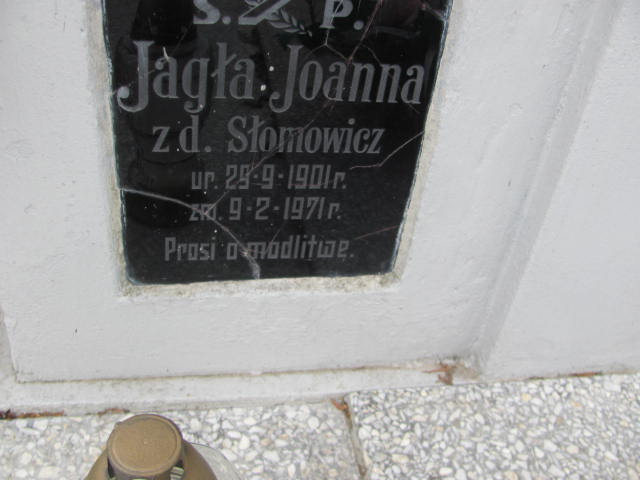 Ś. P.
Jagła Joanna
z d. Słomowicz
ur. 29-9-1901 r.
zm. 9-2-1971 r.
Prosi o modlitwę.